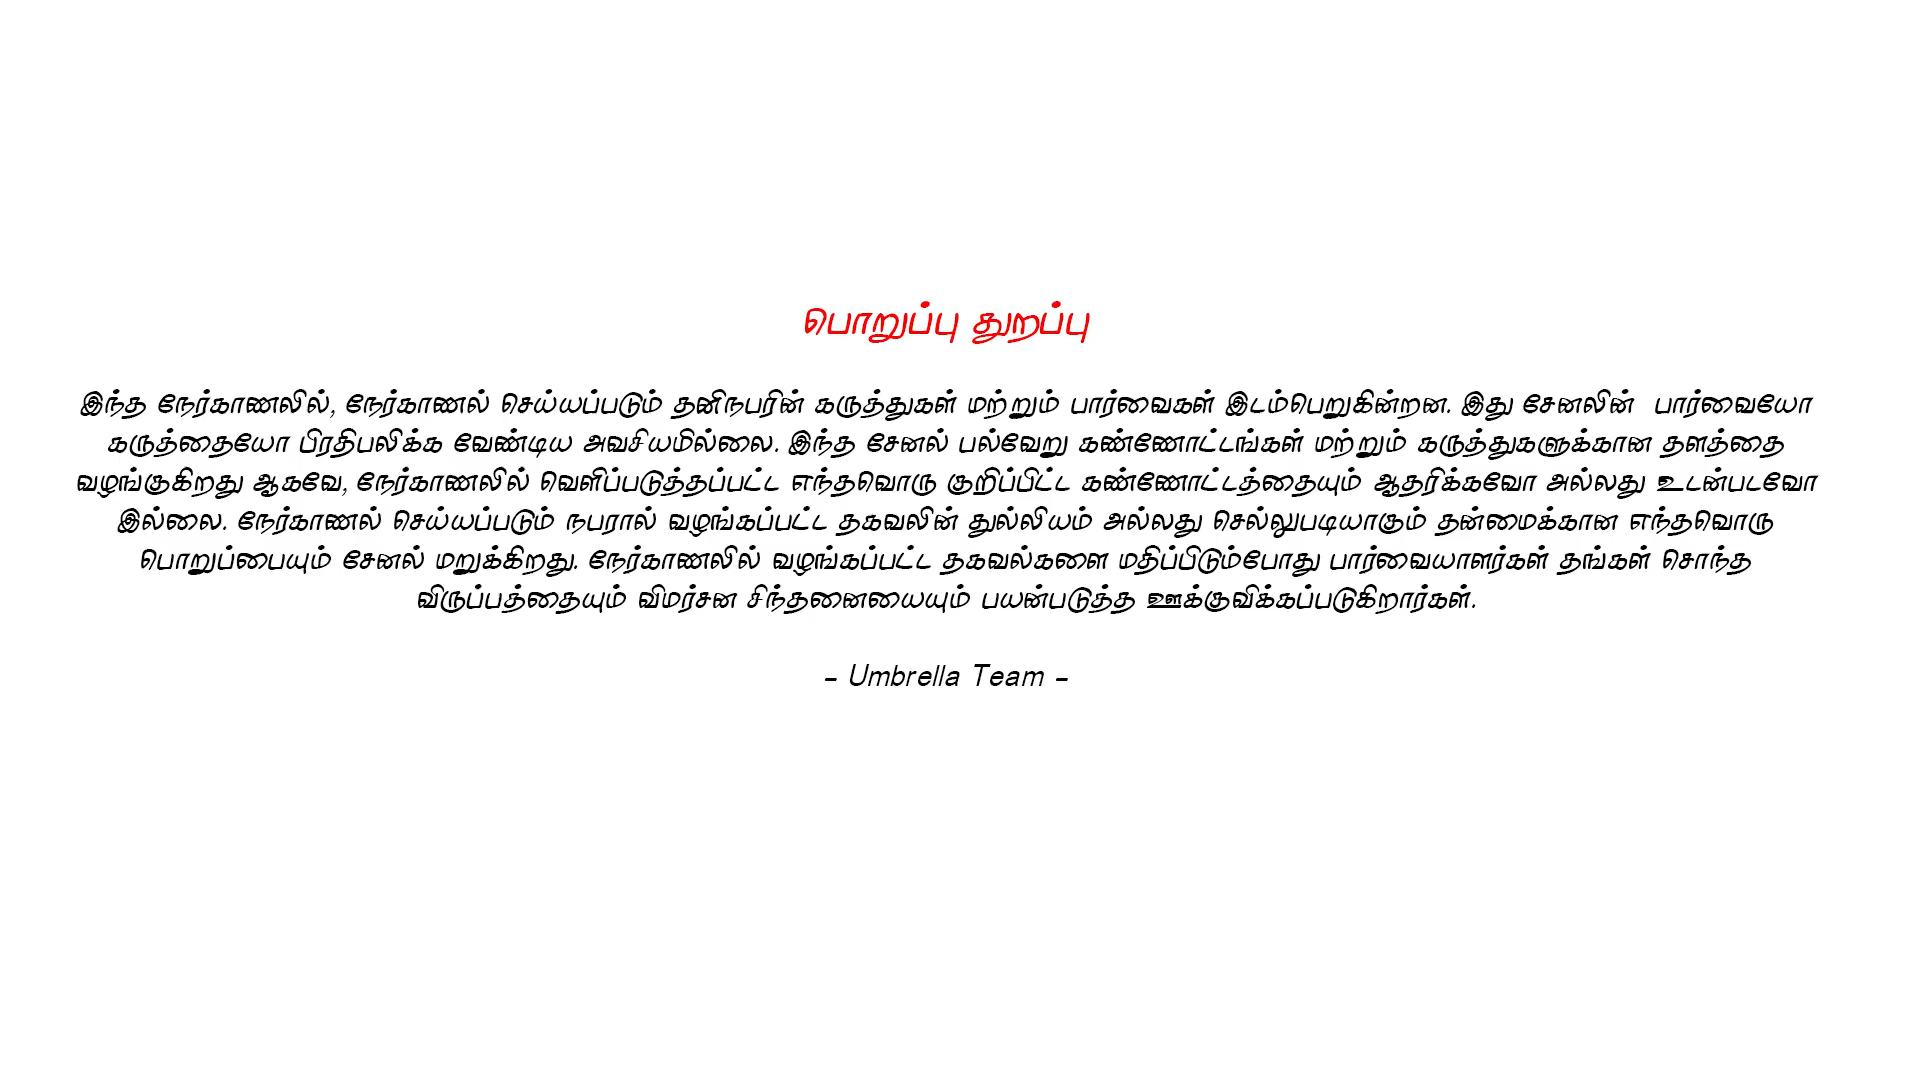 பொறுப்பு துறப்பு
இந்த நேர்காணலில், நேர்காணல் செய்யப்படும் தனிநபரின் கருத்துகள் மற்றும் பார்வைகள் இடம்பெறுகின்றன. இது சேனலின் பார்வையோ
கருத்தையோ பிரதிபலிக்க வேண்டிய அவசியமில்லை. இந்த சேனல் பல்வேறு கண்ணோட்டங்கள் மற்றும் கருத்துகளுக்கான தளத்தை
வழங்குகிறது ஆகவே, நேர்காணலில் வெளிப்படுத்தப்பட்ட எந்தவொரு குறிப்பிட்ட கண்ணோட்டத்தையும் ஆதரிக்கவோ அல்லது உடன்படவோ
இல்லை. நேர்காணல் செய்யப்படும் நபரால் வழங்கப்பட்ட தகவலின் துல்லியம் அல்லது செல்லுபடியாகும் தன்மைக்கான எந்தவொரு
பொறுப்பையும் சேனல் மறுக்கிறது. நேர்காணலில் வழங்கப்பட்ட தகவல்களை மதிப்பிடும்போது பார்வையாளர்கள் தங்கள் சொந்த
விருப்பத்தையும் விமர்சன சிந்தனையையும் பயன்படுத்த ஊக்குவிக்கப்படுகிறார்கள்.
– Umbrella Team –